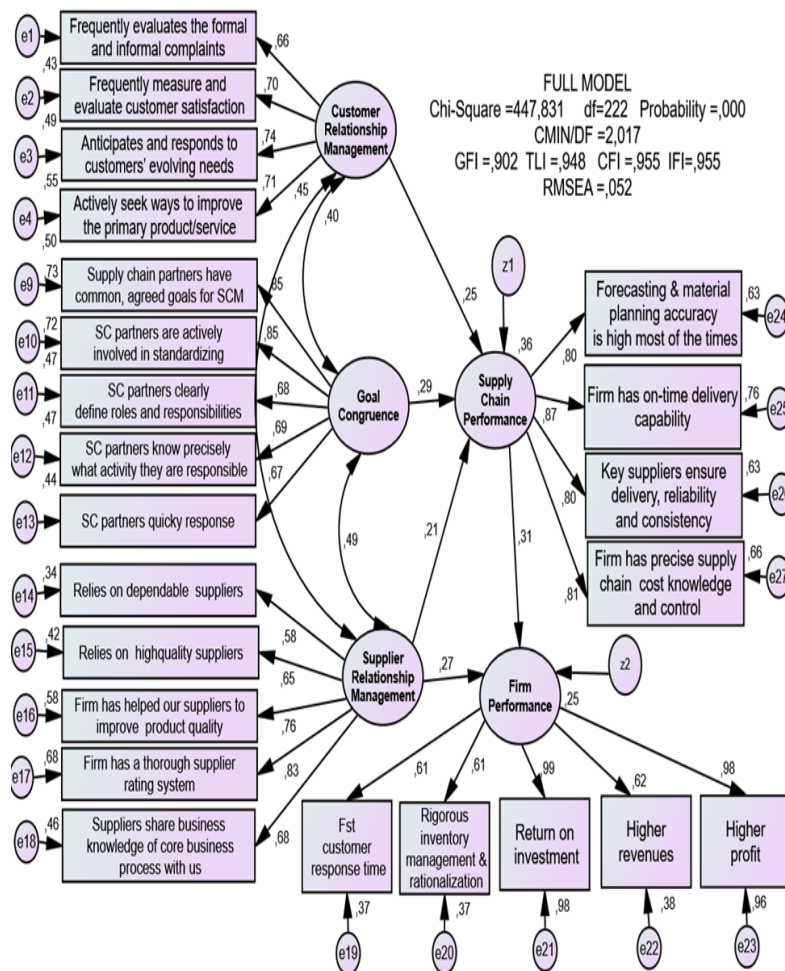 e1
Frequently evaluates the formal
and informal complaints
,43
,66
e2
Frequently measure and
evaluate customer satisfaction
,49
,70
e3
Anticipates and responds to
customers' evolving needs
,55
,74
e4
Actively seek ways to improve
the primary product/service
,50
,71
Customer
Relationship
Management
,45
,40
FULL MODEL
Chi-Square =447,831 df=222 Probability =,000
CMIN/DF =2,017
GFI =,902 TLI =,948 CFI =,955 IFI=,955
RMSEA =,052
e9
,73
Supply chain partners have
common, agreed goals for SCM
,85
e10
,72
SC partners are actively
involved in standardizing
,47
,85
e11
SC partners clearly
define roles and responsibilities
,47
,68
e12
SC partners know precisely
what activity they are responsible
,44
,69
e13
SC partners quicky response
,67
Goal
Congruence
,29
,25
z1
,36
Supply
Chain
Performance
,21
,49
,31
Forecasting & material
planning accuracy
is high most of the times
,63
e24
,80
Firm has on-time delivery
capability
,76
e25
,87
Key suppliers ensure
delivery, reliability
and consistency
,63
,80
Firm has precise supply
chain cost knowledge
and control
,66
e27
,81
e14
,34
Relies on dependable suppliers
,58
e15
,42
Relies on highquality suppliers
,65
e16
,58
Firm has helped our suppliers to
improve product quality
,76
e17
,68
Firm has a thorough supplier
rating system
,83
e18
,46
Suppliers share business
knowledge of core business
process with us
,68
Supplier
Relationship
Management
,27
z2
Firm
Performance
,25
,61
,61
,99
,62
,98
Fst
customer
response time
Rigorous
inventory
management &
rationalization
Return on
investment
Higher
revenues
Higher
profit
,37
,37
,98
,38
,96
e19
e20
e21
e22
e23